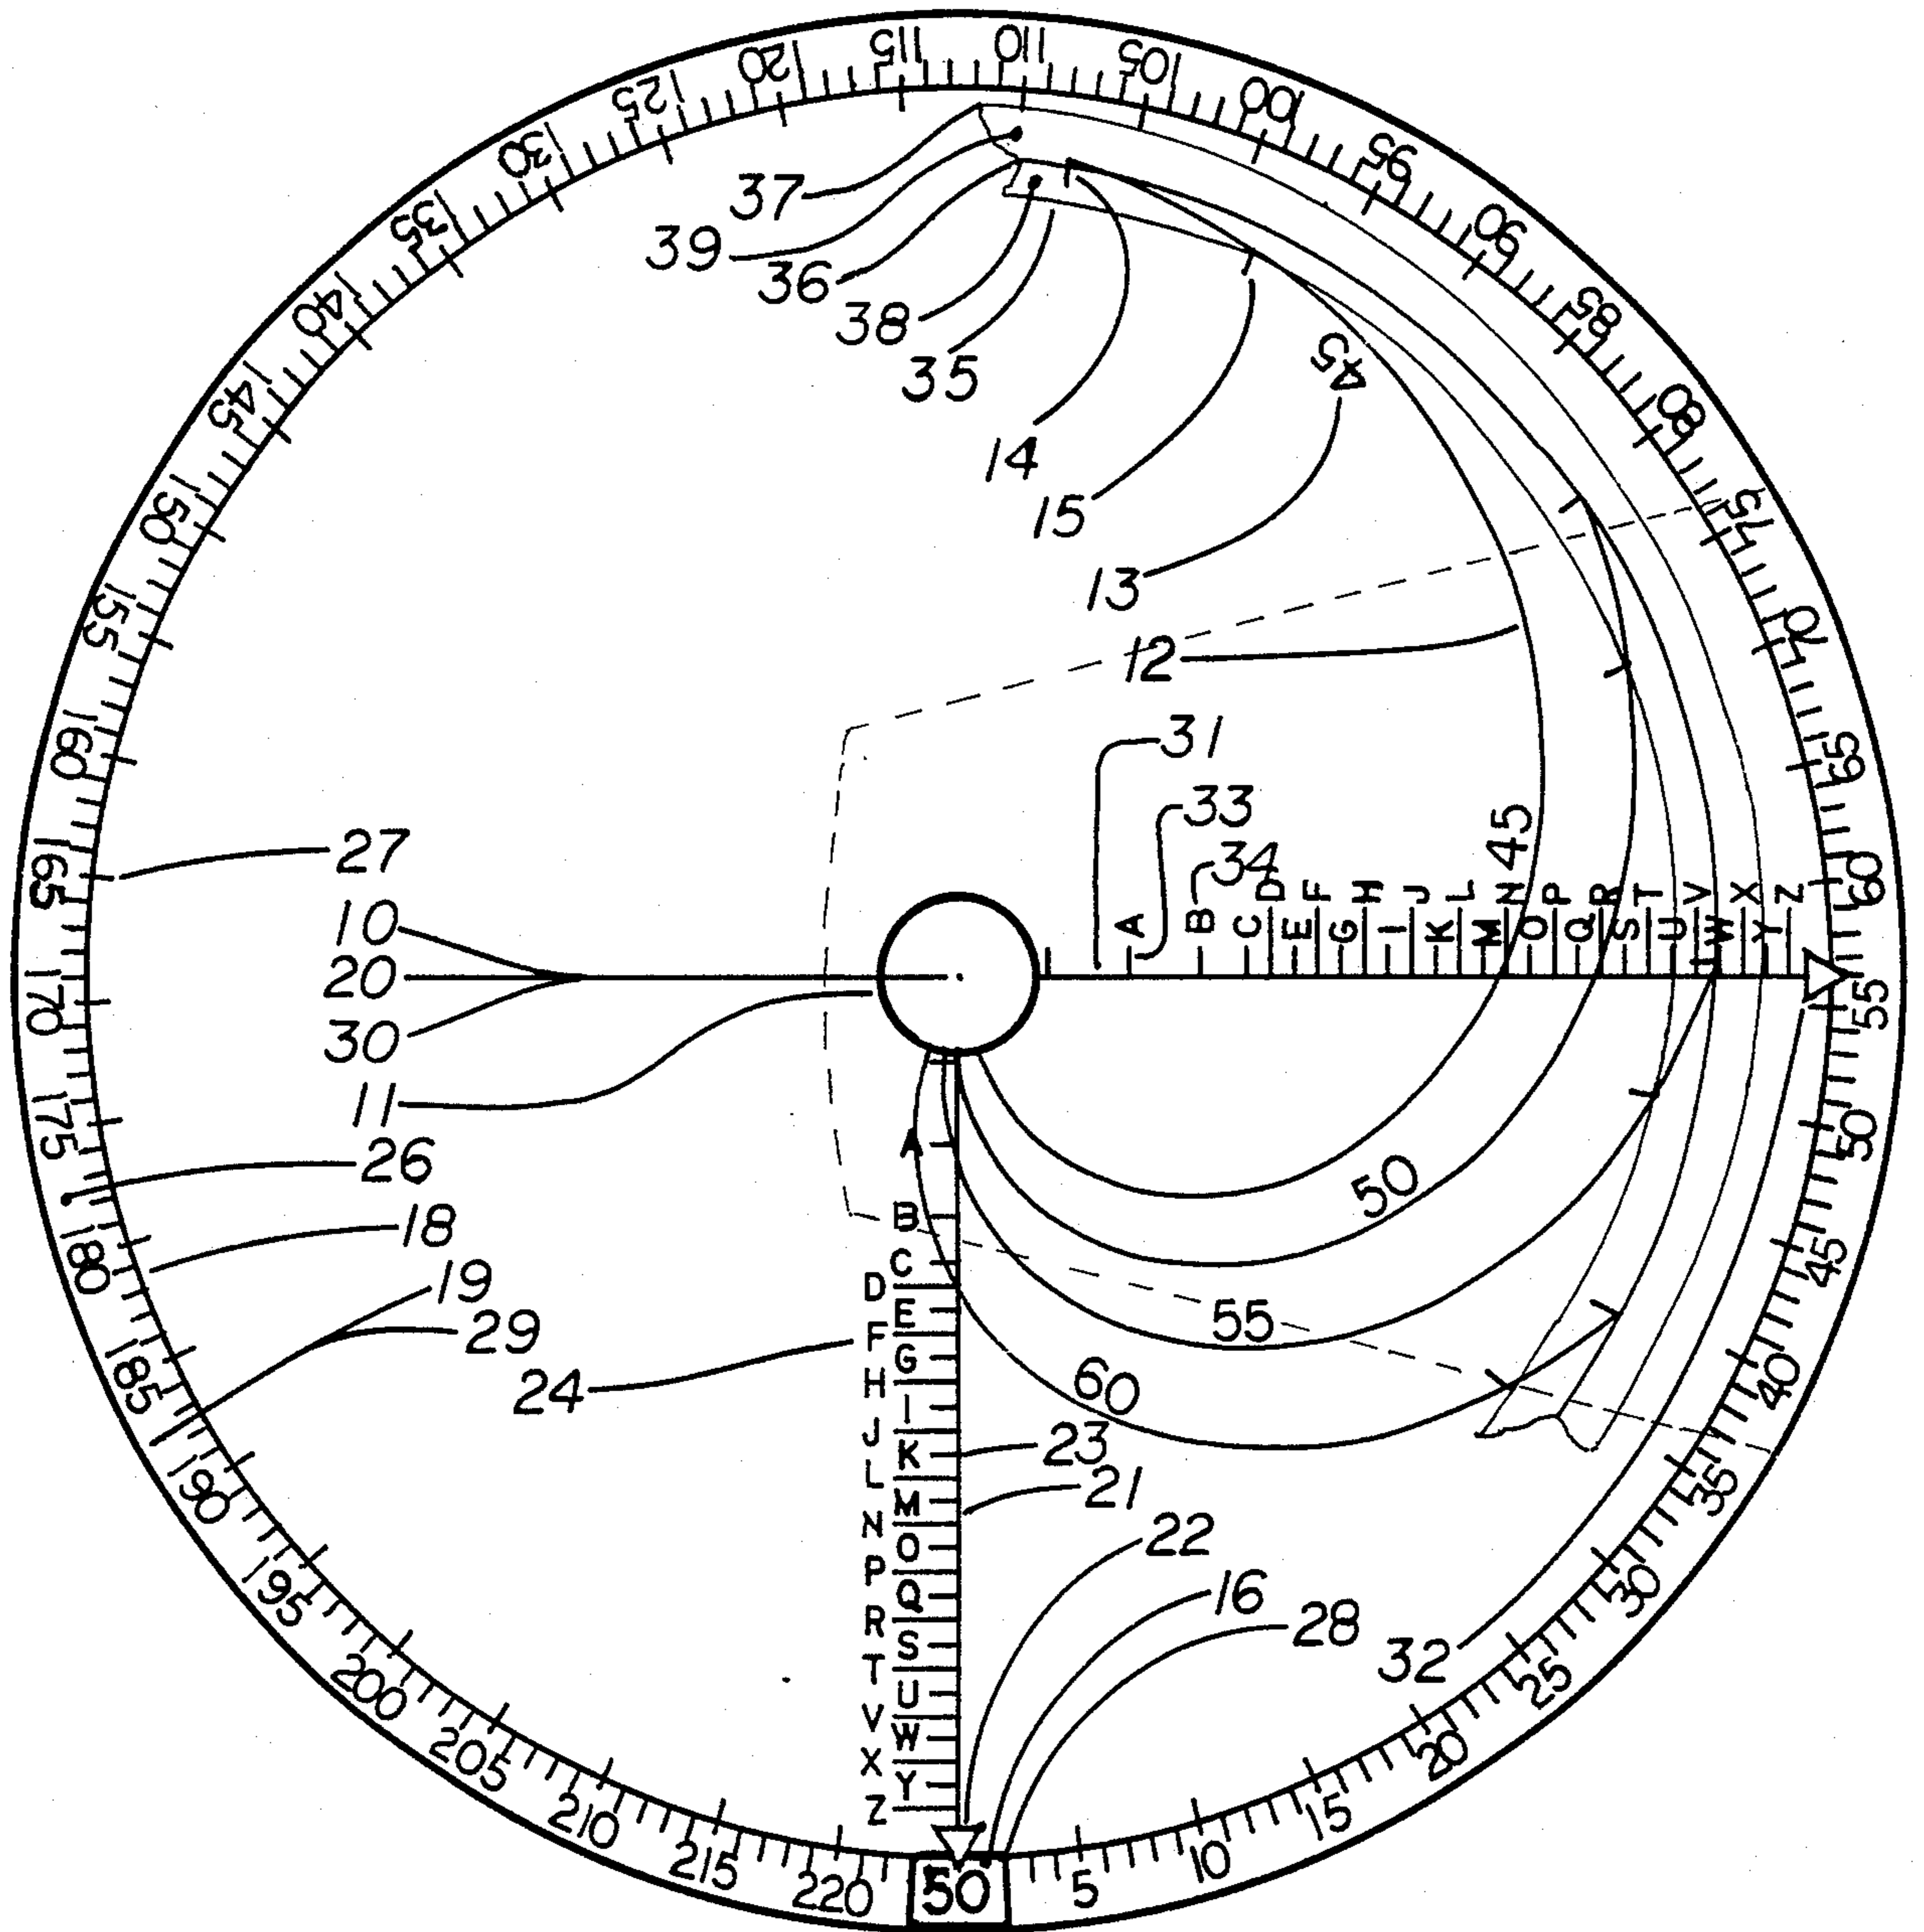 115
110
105
100
95
90
85
80
75
70
65
60
55
50
45
40
35
30
25
20
15
10
5
50
220
215
210
205
200
195
190
185
180
175
170
165
160
155
150
145
140
135
130
125
120
37
39
36
38
35
14
15
13
45
12
31
33
34
45
27
10
20
30
11
26
18
19
29
24
A
B
C
D
E
F
G
H
I
J
K
L
M
N
O
P
Q
R
S
T
U
V
W
X
Y
Z
50
55
60
A
B
C
D
E
F
G
H
I
J
K
L
M
N
O
P
Q
R
S
T
U
V
W
X
Y
Z
23
21
22
16
28
32